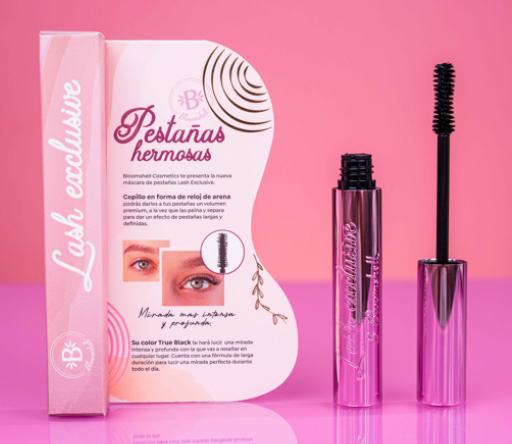 Lash exclusive
B
Bloomshell
Pestañas
hermosas
Bloomshell Cosmetics te presenta la nueva
máscara de pestañas Lash Exclusive.
Cepillo en forma de reloj de arena
podrás darles a tus pestañas un volumen
premium, a la vez que las peina y separa
para dar un efecto de pestañas largas y
definidas.
Mirada mas intensa
y profunda.
Su color True Black te hará lucir una mirada
intensa y profunda con la que vas a resaltar en
cualquier lugar. Cuenta con una fórmula de larga
duración para lucir una mirada perfecta durante
todo el día.
B
Lash exclusive
Bloomshell